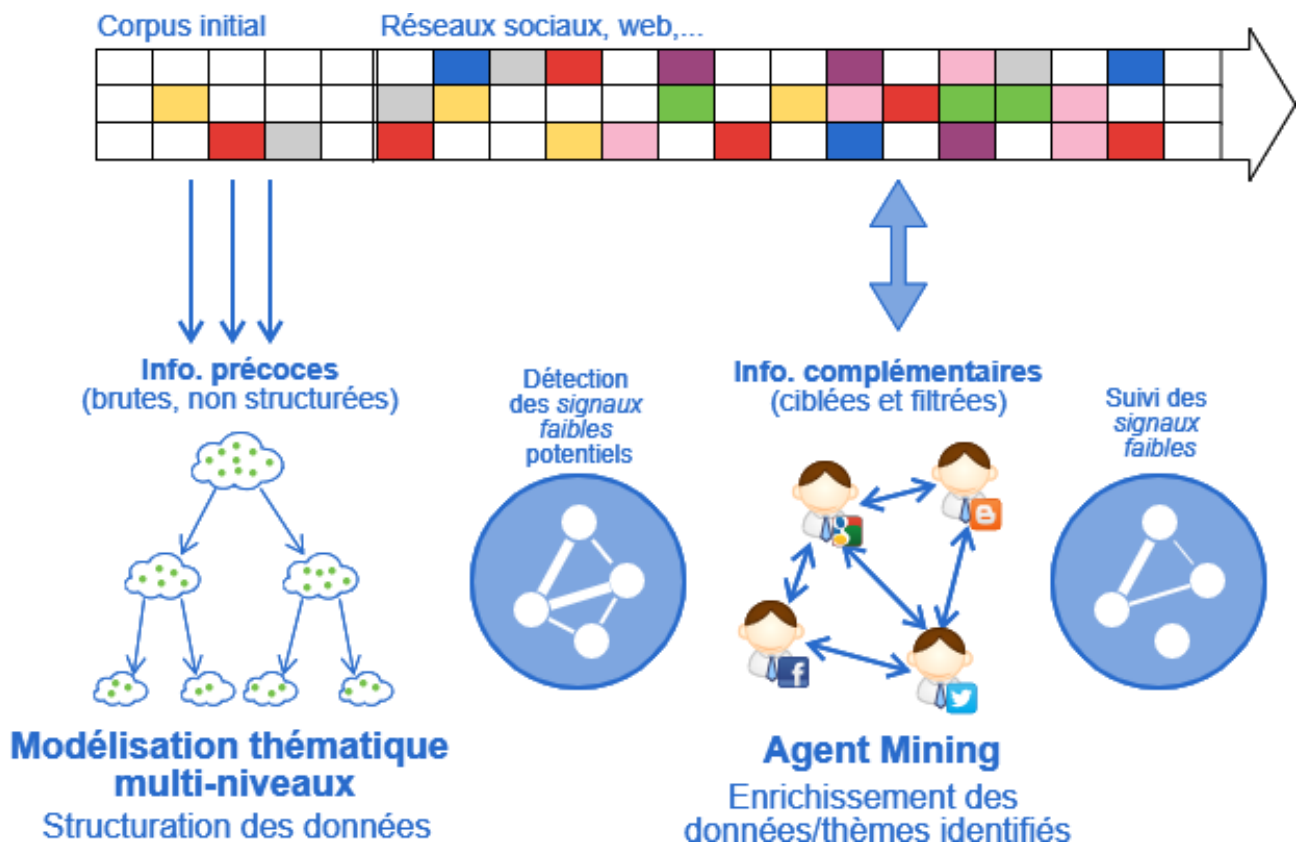 Corpus initial
Réseaux sociaux, web,...
Info. précoces
(brutes, non structurées)
Détection
des signaux
faibles
potentiels
Info. complémentaires
(ciblées et filtrées)
Suivi des
signaux
faibles
Modélisation thématique
multi-niveaux
Structuration des données
Agent Mining
Enrichissement des
données/thèmes identifiés